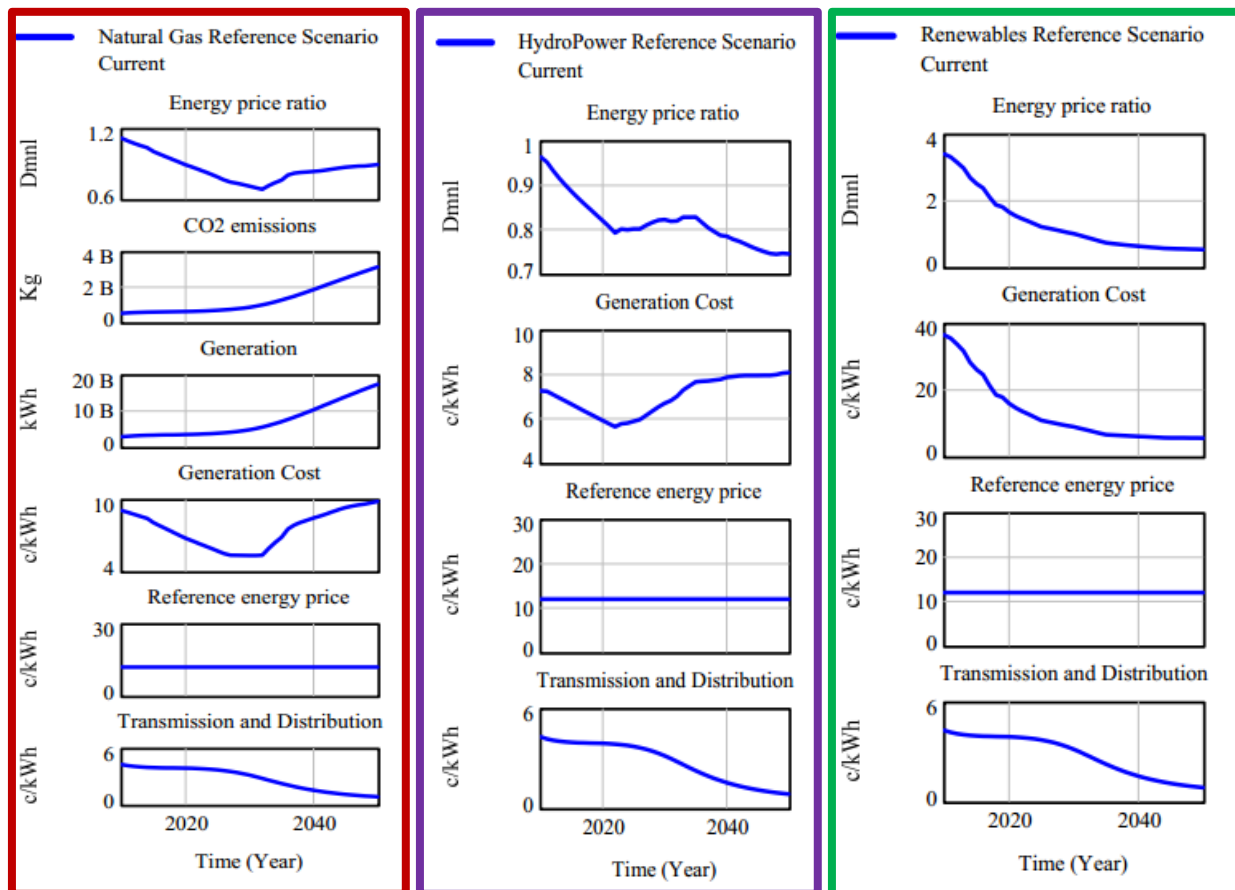 Natural Gas Reference Scenario
Current
Energy price ratio
1.2
0.6
Dmnl
CO2 emissions
4 B
2 B
0
Kg
Generation
20 B
10 B
0
kWh
Generation Cost
10
4
c/kWh
Reference energy price
30
0
c/kWh
Transmission and Distribution
6
0
c/kWh
2020 2040
Time (Year)
HydroPower Reference Scenario
Current
Energy price ratio
1
0.9
0.8
0.7
Dmnl
Generation Cost
10
8
6
4
c/kWh
Reference energy price
30
20
10
0
c/kWh
Transmission and Distribution
6
0
c/kWh
2020 2040
Time (Year)
Renewables Reference Scenario
Current
Energy price ratio
4
2
0
Dmnl
Generation Cost
40
20
0
c/kWh
Reference energy price
30
20
10
0
c/kWh
Transmission and Distribution
6
0
c/kWh
2020 2040
Time (Year)